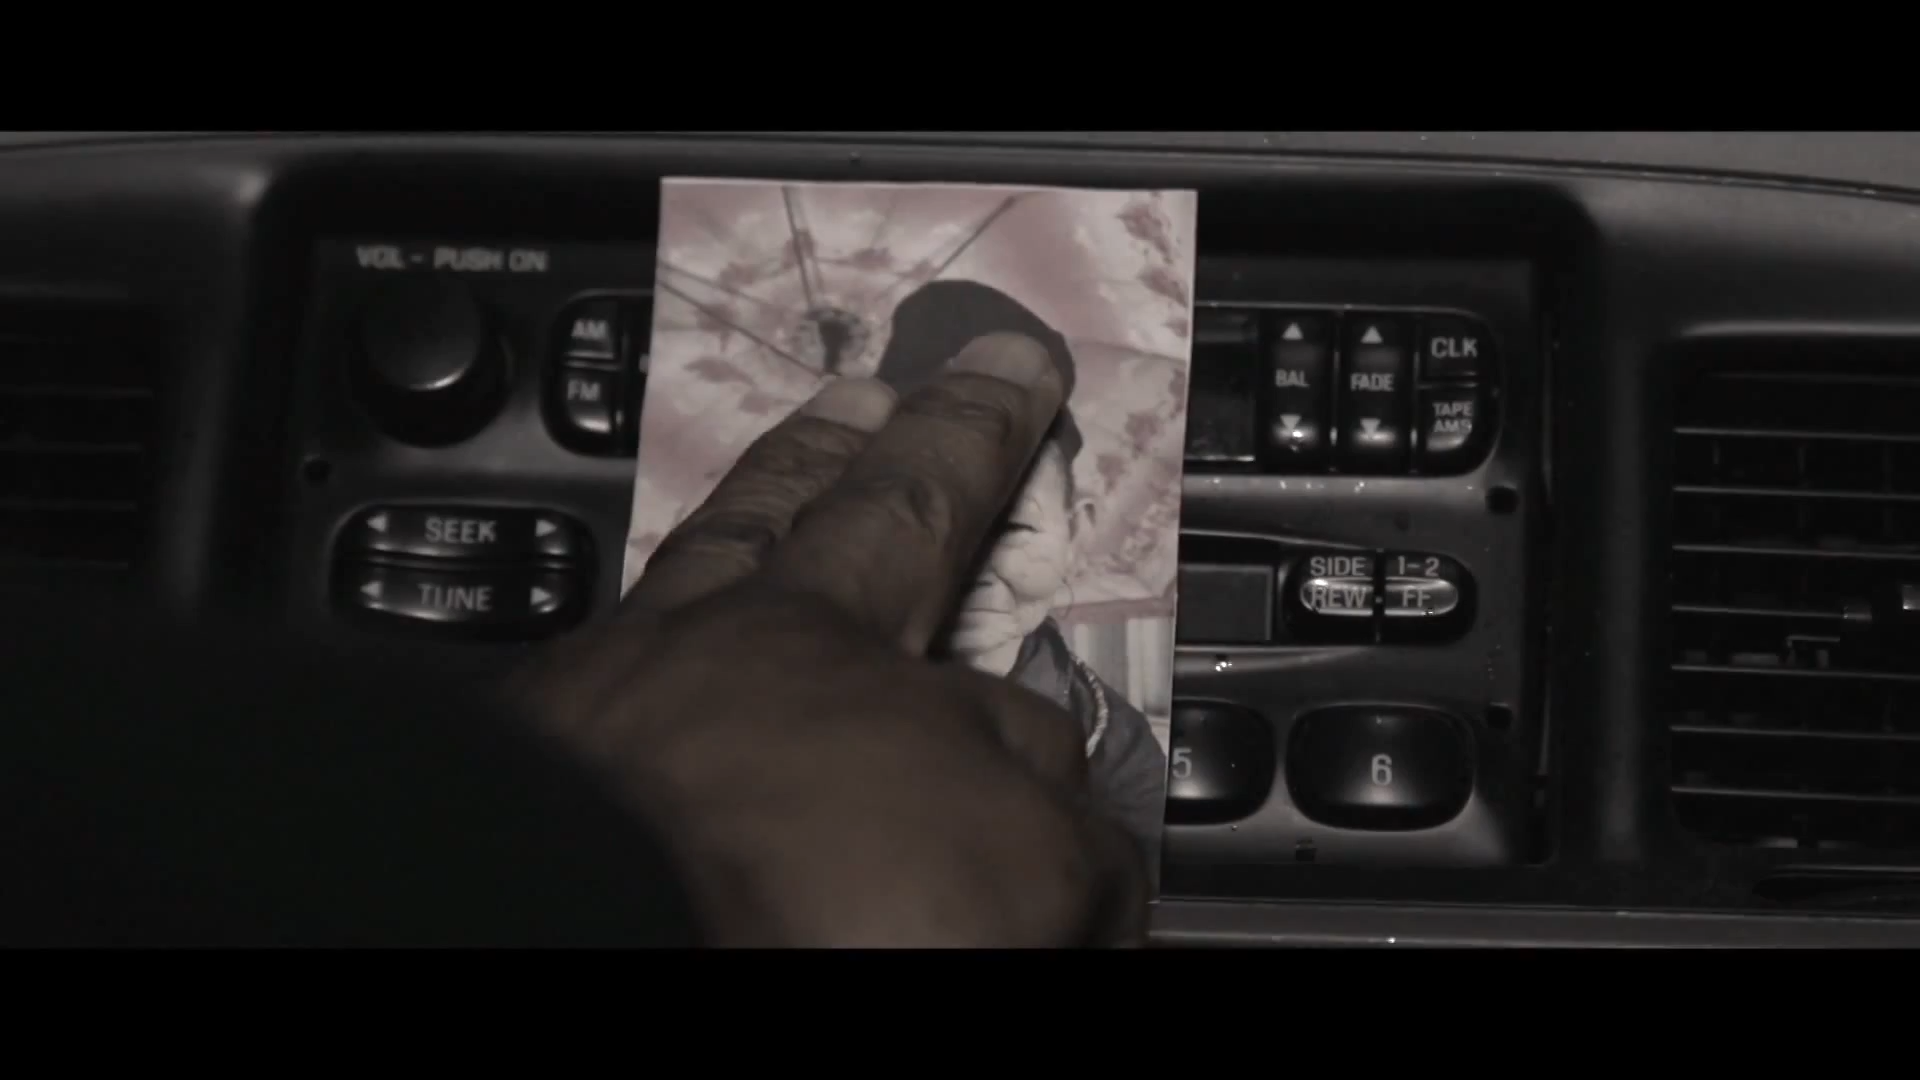 VOL - PUSH ON
AM
FM
BAL
FADE
CLK
TAPE
AMS
SEEK
TUNE
SIDE 1-2
REW FF
5
6